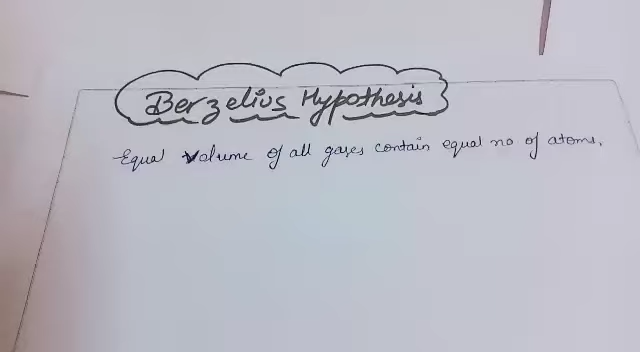 Berzelius Hypothesis
Equal volume of all gases contain equal no of atoms.